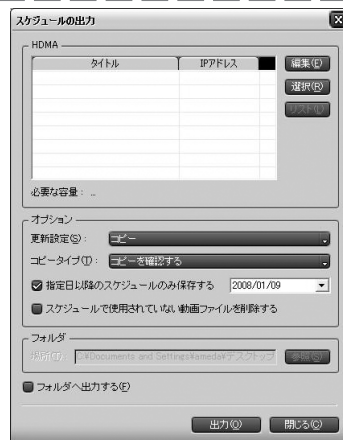 スケジュールの出力
HDMA
タイトル IPアドレス
編集(E)
選択(R)
リスト(L)
必要な容量： ..
オプション
更新設定(S)： コピー
コピータイプ(T)： コピーを確認する
指定日以降のスケジュールのみ保存する 2008/01/09
スケジュールで使用されていない動画ファイルを削除する
フォルダ
場所(T)： D:¥Documents and Settings¥ameda¥デスクトップ 参照(S)
フォルダへ出力する(F)
出力(O) 閉じる(C)